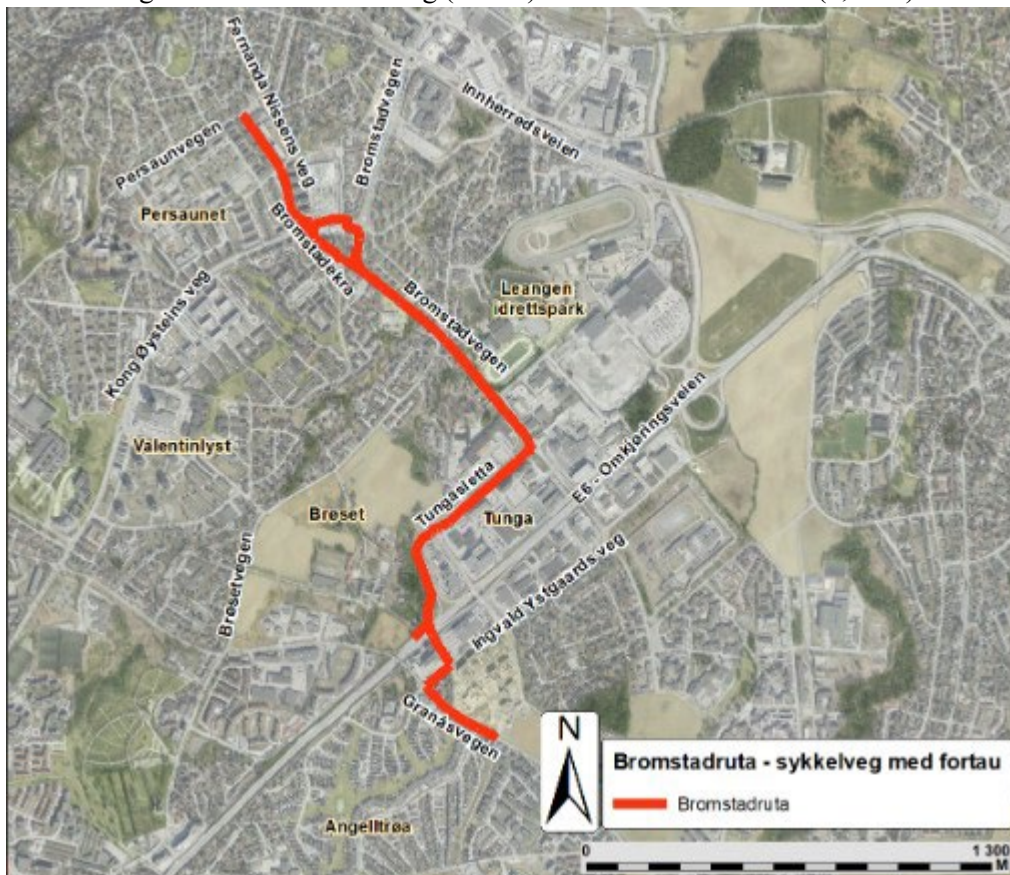 Fernanda Nissens veg
Bromstadvegen
Innherredsveien
Persaunvegen
Persaunet
Bromstadekra
Leangen
idrettspark
Bromstadvegen
Kong Øysteins veg
E6 - Omkjøringsveien
Valentinlyst
Tungasletta
Brøset
Tunga
Brøsetvegen
Ingvald Ystgaards veg
Granåsvegen
N
Bromstadruta - sykkelveg med fortau
Bromstadruta
Angelltrøa
0 1 300
M